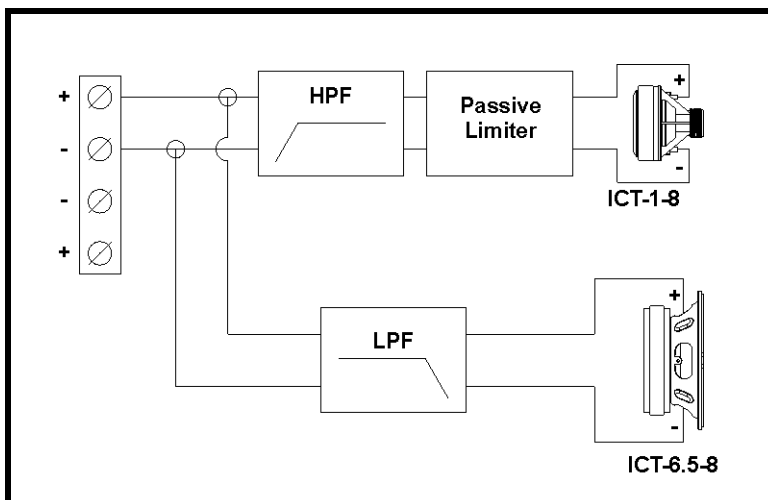 +
-
-
+
HPF
Passive
Limiter
+
-
ICT-1-8
LPF
+
-
ICT-6.5-8